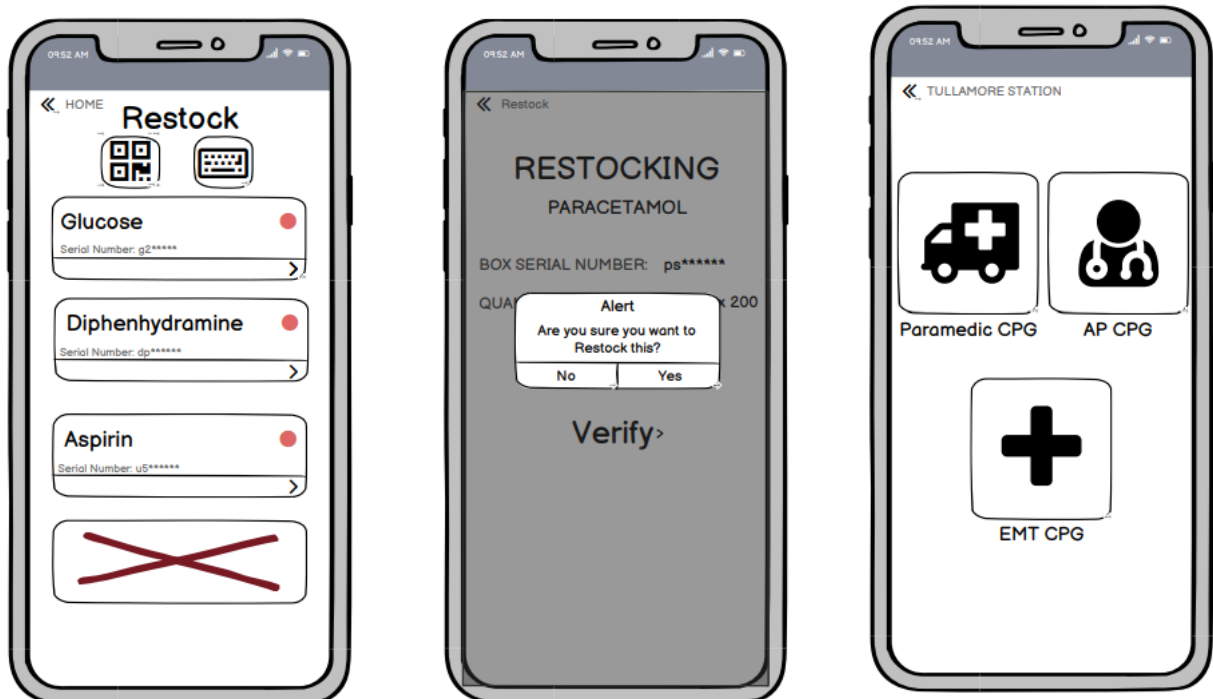 09:52 AM
HOME
Restock
Glucose
Serial Number: g2*****
Diphenhydramine
Serial Number: dp******
Aspirin
Serial Number: u5******
09:52 AM
Restock
RESTOCKING
PARACETAMOL
BOX SERIAL NUMBER: ps******
QUA x 200
Alert
Are you sure you want to
Restock this?
No Yes
Verify>
09:52 AM
TULLAMORE STATION
Paramedic CPG AP CPG
EMT CPG